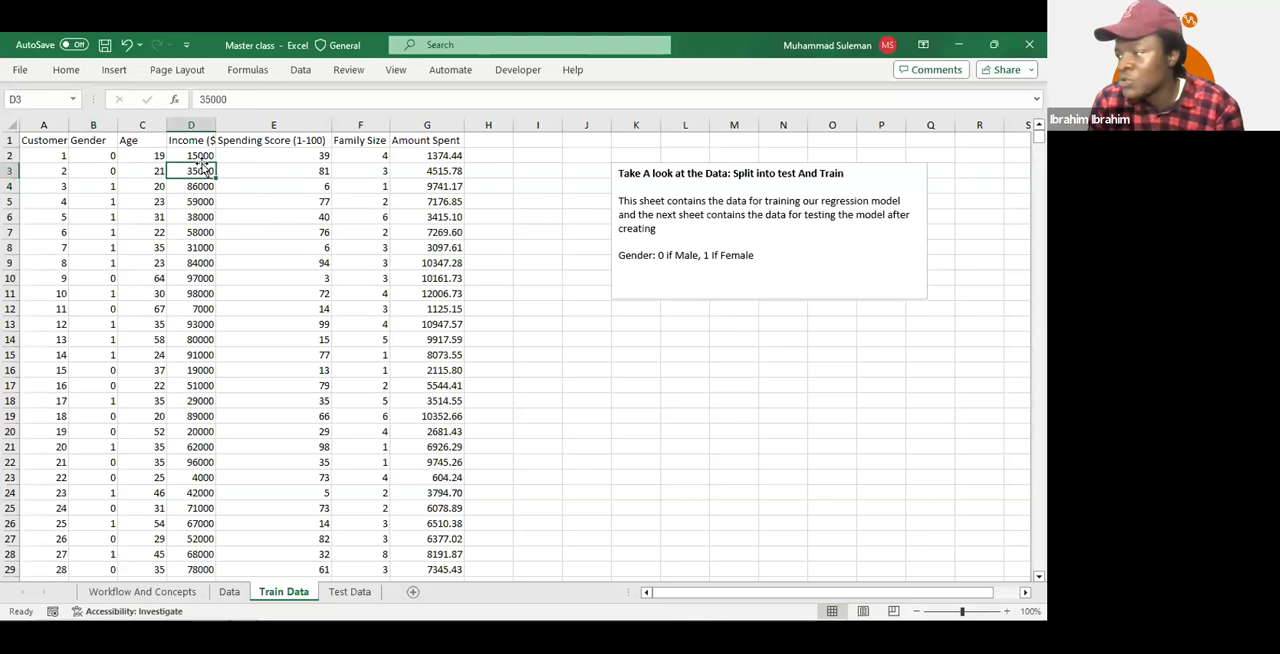 AutoSave Off Master class - Excel General Search Muhammad Suleman MS
File Home Insert Page Layout Formulas Data Review View Automate Developer Help Comments Share
D3 fx 35000
A B C D E F G H I J K L M N O P Q R S
1 Customer Gender Age Income ($ Spending Score (1-100) Family Size Amount Spent
2 1 0 19 15000 39 4 1374.44
3 2 0 21 35000 81 3 4515.78
4 3 1 20 86000 6 1 9741.17
5 4 1 23 59000 77 2 7176.85
6 5 1 31 38000 40 6 3415.10
7 6 1 22 58000 76 2 7269.60
8 7 1 35 31000 6 3 3097.61
9 8 1 23 84000 94 3 10347.28
10 9 0 64 97000 3 3 10161.73
11 10 1 30 98000 72 4 12006.73
12 11 0 67 7000 14 3 1125.15
13 12 1 35 93000 99 4 10947.57
14 13 1 58 80000 15 5 9917.59
15 14 1 24 91000 77 1 8073.55
16 15 0 37 19000 13 1 2115.80
17 16 0 22 51000 79 2 5544.41
18 17 1 35 29000 35 5 3514.55
19 18 0 20 89000 66 6 10352.66
20 19 0 52 20000 29 4 2681.43
21 20 1 35 62000 98 1 6926.29
22 21 0 35 96000 35 1 9745.26
23 22 0 25 4000 73 4 604.24
24 23 1 46 42000 5 2 3794.70
25 24 0 31 71000 73 2 6078.89
26 25 1 54 67000 14 3 6510.38
27 26 0 29 52000 82 3 6377.02
28 27 1 45 68000 32 8 8191.87
29 28 0 35 78000 61 3 7345.43
Take A look at the Data: Split into test And Train
This sheet contains the data for training our regression model
and the next sheet contains the data for testing the model after
creating
Gender: 0 if Male, 1 If Female
Workflow And Concepts Data Train Data Test Data
Ready Accessibility: Investigate 100%
Ibrahim Ibrahim